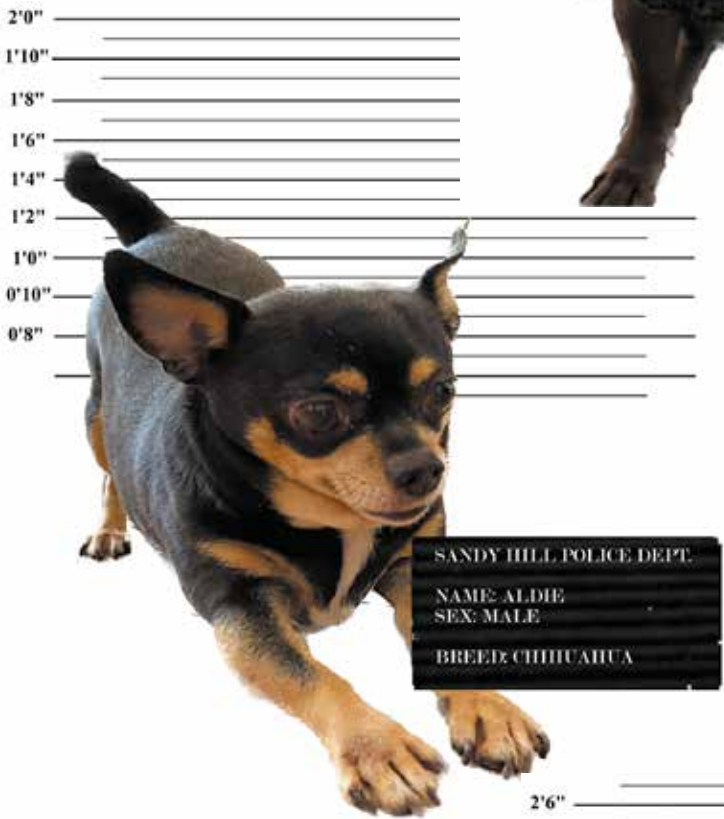 2'0"
1'10"
1'8"
1'6"
1'4"
1'2"
1'0"
0'10"
0'8"
SANDY HILL POLICE DEPT.
NAME: ALDIE
SEX: MALE
BREED: CHIHUAHUA
2'6"